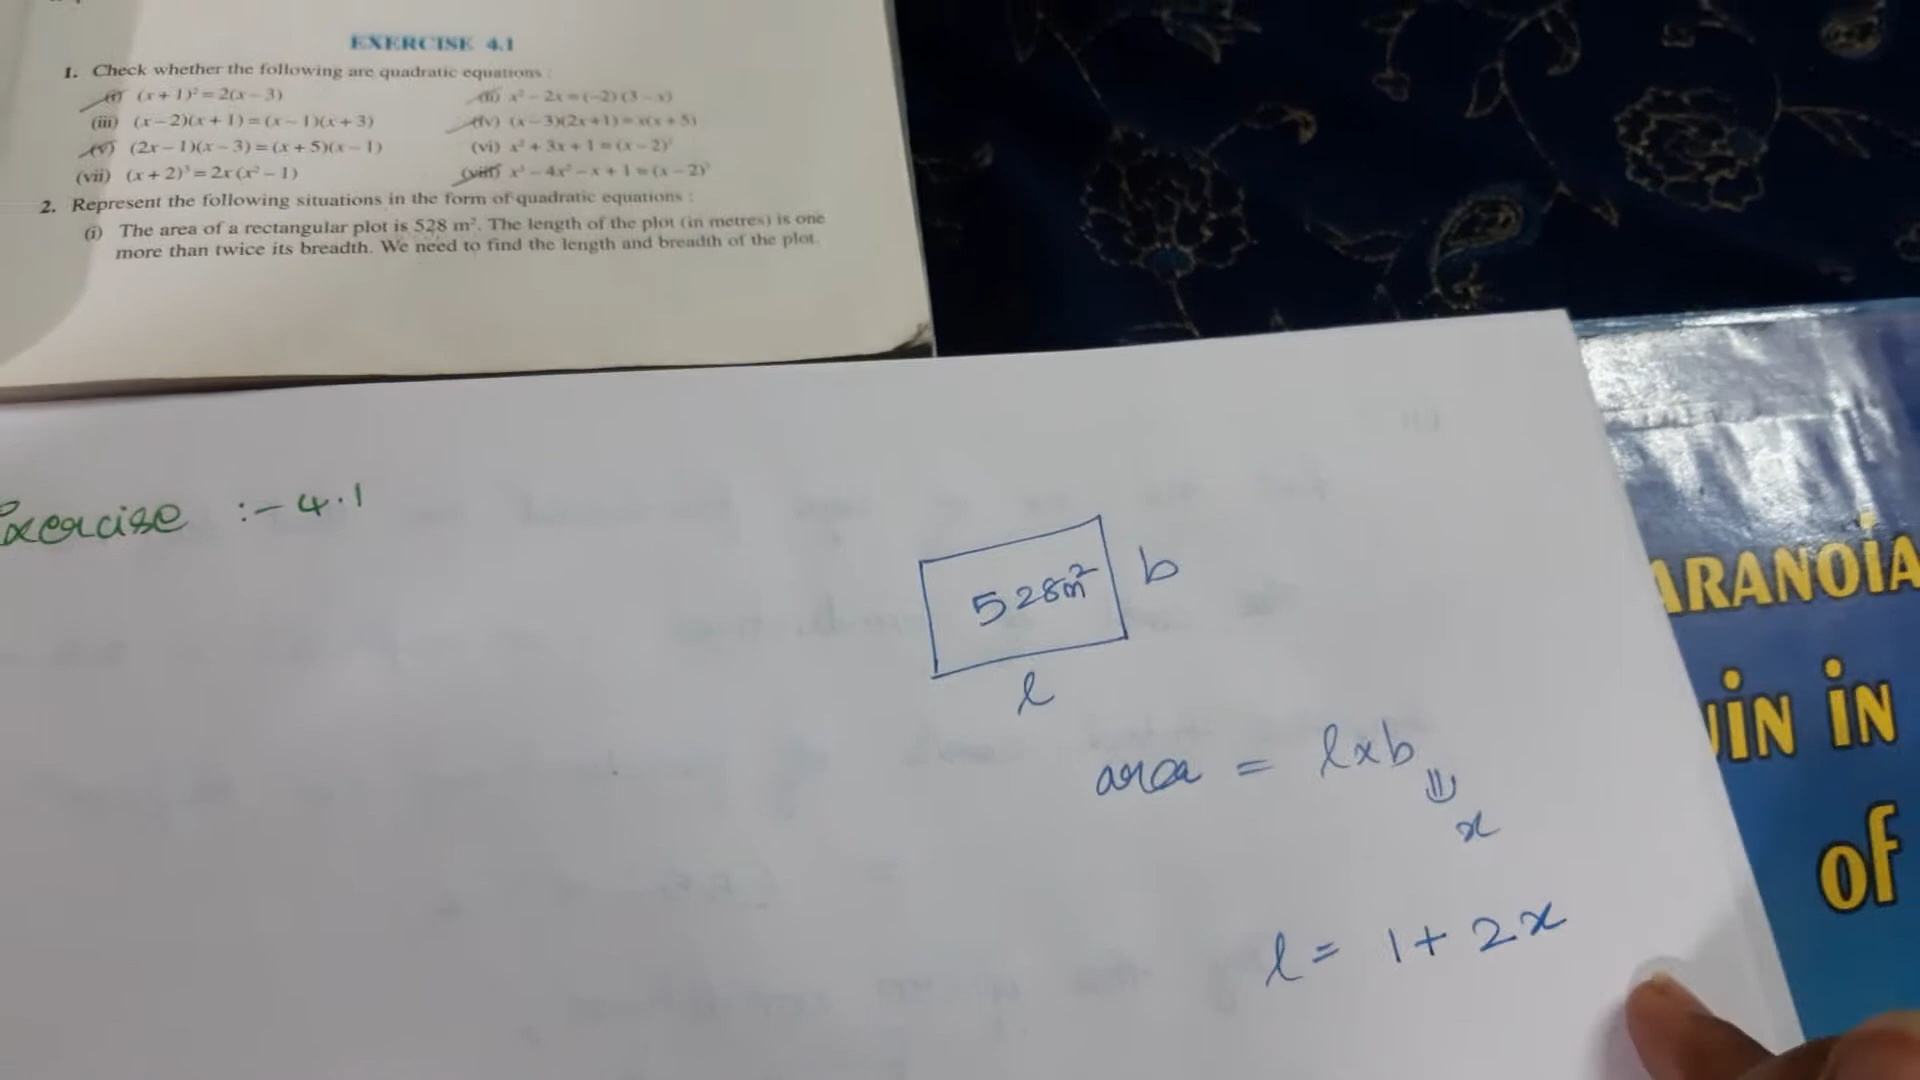 EXERCISE 4.1
1. Check whether the following are quadratic equations :
(i) (x + 1)² = 2(x – 3)
(ii) x² – 2x = (–2) (3 – x)
(iii) (x – 2)(x + 1) = (x – 1)(x + 3)
(iv) (x – 3)(2x + 1) = x(x + 5)
(v) (2x – 1)(x – 3) = (x + 5)(x – 1)
(vi) x² + 3x + 1 = (x – 2)²
(vii) (x + 2)³ = 2x (x² – 1)
(viii) x³ – 4x² – x + 1 = (x – 2)³
2. Represent the following situations in the form of quadratic equations :
(i) The area of a rectangular plot is 528 m². The length of the plot (in metres) is one
more than twice its breadth. We need to find the length and breadth of the plot.
Exercise :- 4.1
528m²
b
l
area = l×b
x
l = 1 + 2x
ARANOIA
IN
of